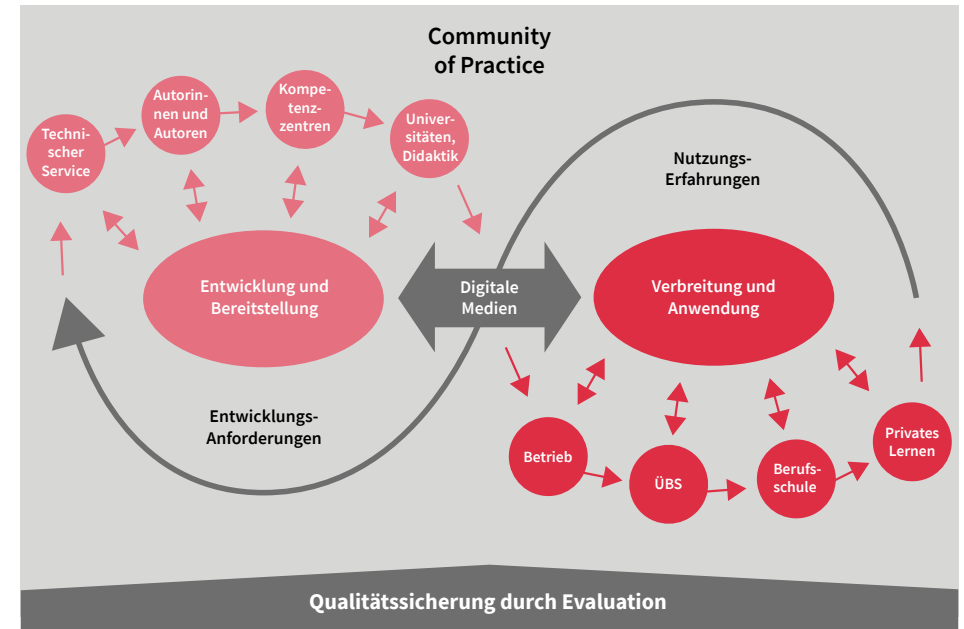 Community
of Practice
Techni-
scher
Service
Autorin-
nen und
Autoren
Kompe-
tenz-
zentren
Univer-
sitäten,
Didaktik
Nutzungs-
Erfahrungen
Entwicklung und
Bereitstellung
Digitale
Medien
Verbreitung und
Anwendung
Entwicklungs-
Anforderungen
Betrieb
ÜBS
Berufs-
schule
Privates
Lernen
Qualitätssicherung durch Evaluation